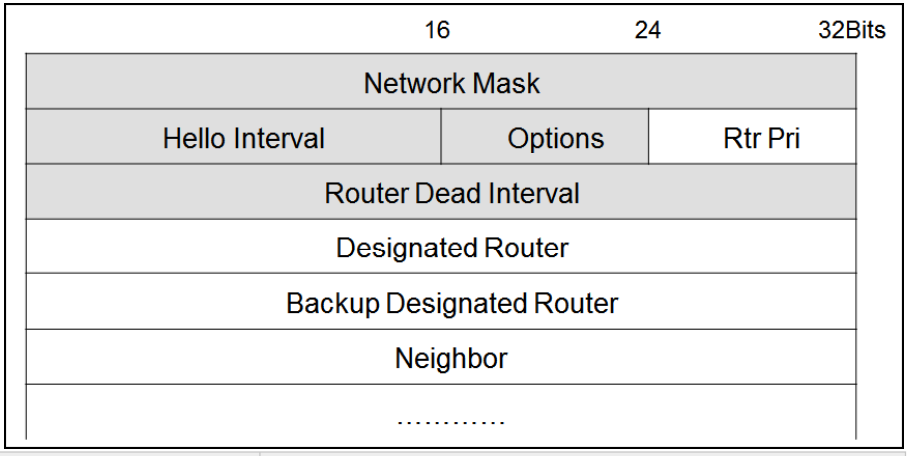 16 24 32Bits
Network Mask
Hello Interval Options Rtr Pri
Router Dead Interval
Designated Router
Backup Designated Router
Neighbor
…………